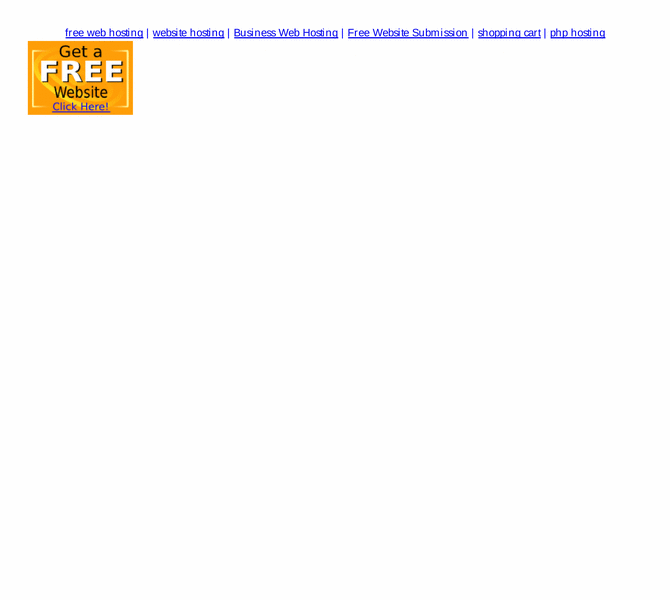 free web hosting | website hosting | Business Web Hosting | Free Website Submission | shopping cart | php hosting
Get a
FREE
Website
Click Here!